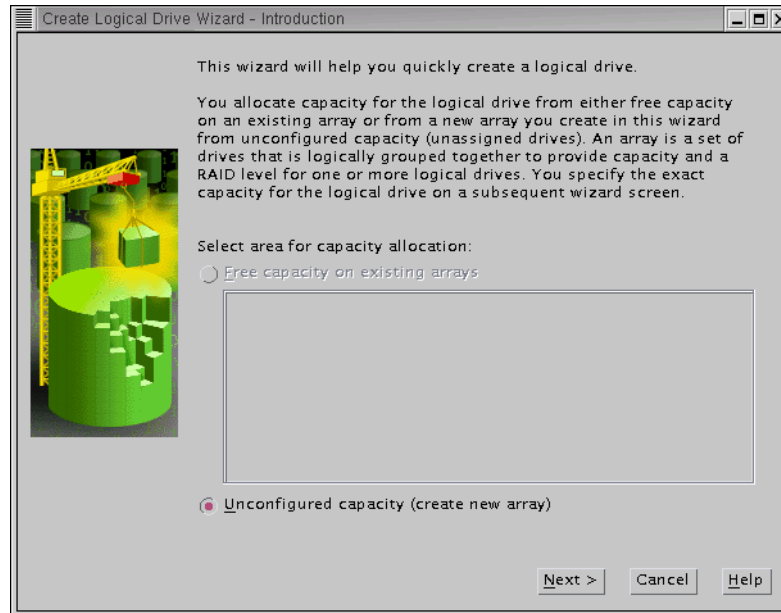 Create Logical Drive Wizard - Introduction
This wizard will help you quickly create a logical drive.
You allocate capacity for the logical drive from either free capacity
on an existing array or from a new array you create in this wizard
from unconfigured capacity (unassigned drives). An array is a set of
drives that is logically grouped together to provide capacity and a
RAID level for one or more logical drives. You specify the exact
capacity for the logical drive on a subsequent wizard screen.
Select area for capacity allocation:
Free capacity on existing arrays
Unconfigured capacity (create new array)
Next > Cancel Help